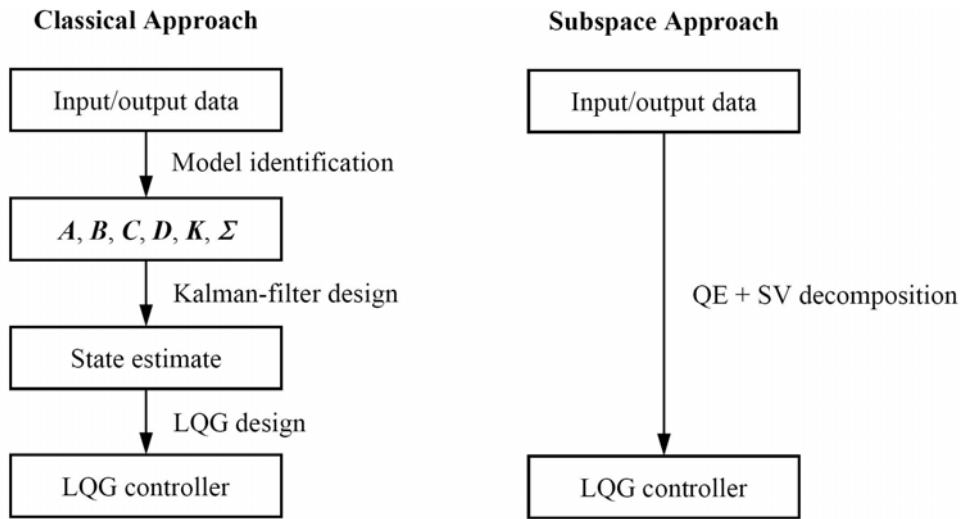 Classical Approach
Input/output data
Model identification
A, B, C, D, K, Σ
Kalman-filter design
State estimate
LQG design
LQG controller
Subspace Approach
Input/output data
QE + SV decomposition
LQG controller